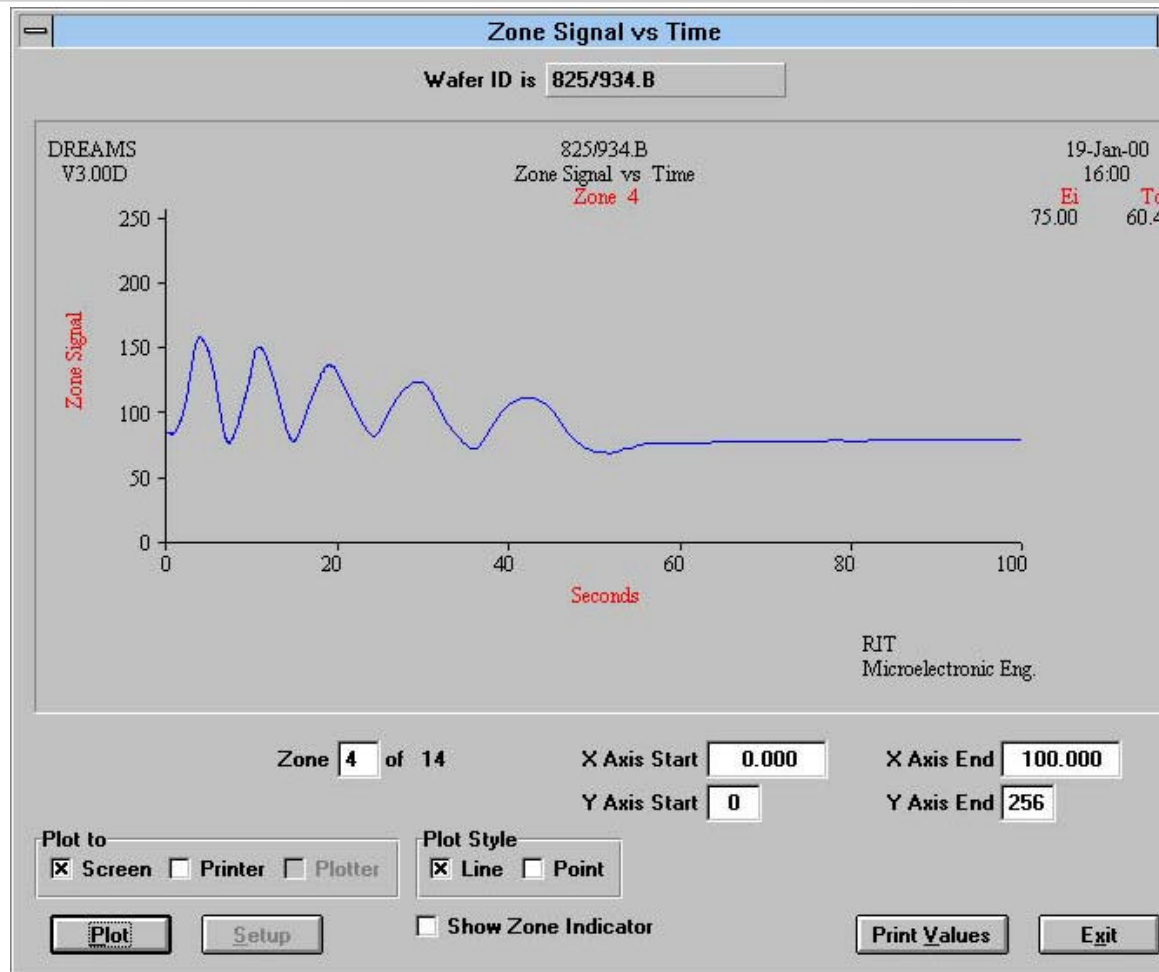 Zone Signal vs Time
Wafer ID is 825/934.B
DREAMS 825/934.B 19-Jan-00
V3.00D Zone Signal vs Time 16:00
Zone 4 Ei
75.00 60.4
250
200
150
100
50
0
Zone Signal
0 20 40 60 80 100
Seconds
RIT
Microelectronic Eng.
Zone 4 of 14 X Axis Start 0.000 X Axis End 100.000
Y Axis Start 0 Y Axis End 256
Plot to Plot Style
Screen Printer Plotter Line Point
Plot Setup Show Zone Indicator Print Values Exit